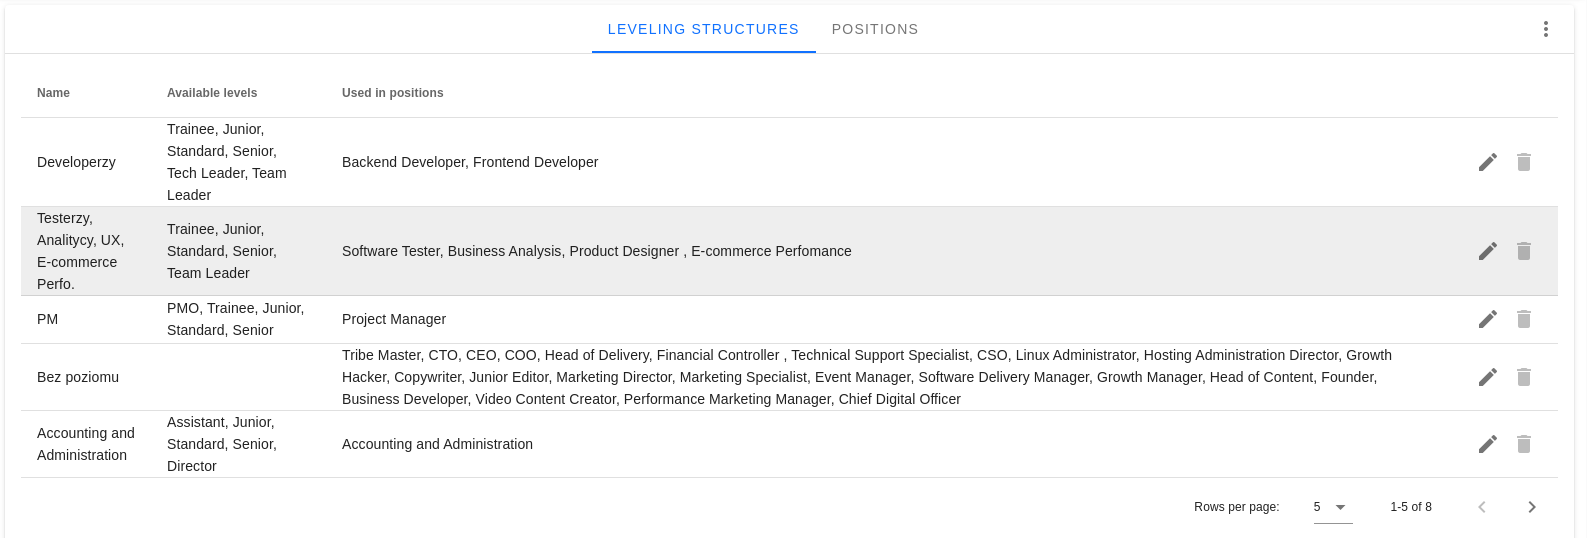 LEVELING STRUCTURES POSITIONS
Name Available levels Used in positions
Developerzy
Trainee, Junior,
Standard, Senior,
Tech Leader, Team
Leader
Backend Developer, Frontend Developer
Testerzy,
Analitycy, UX,
E-commerce
Perfo.
Trainee, Junior,
Standard, Senior,
Team Leader
Software Tester, Business Analysis, Product Designer , E-commerce Perfomance
PM
PMO, Trainee, Junior,
Standard, Senior
Project Manager
Bez poziomu
Tribe Master, CTO, CEO, COO, Head of Delivery, Financial Controller , Technical Support Specialist, CSO, Linux Administrator, Hosting Administration Director, Growth
Hacker, Copywriter, Junior Editor, Marketing Director, Marketing Specialist, Event Manager, Software Delivery Manager, Growth Manager, Head of Content, Founder,
Business Developer, Video Content Creator, Performance Marketing Manager, Chief Digital Officer
Accounting and
Administration
Assistant, Junior,
Standard, Senior,
Director
Accounting and Administration
Rows per page: 5 1-5 of 8